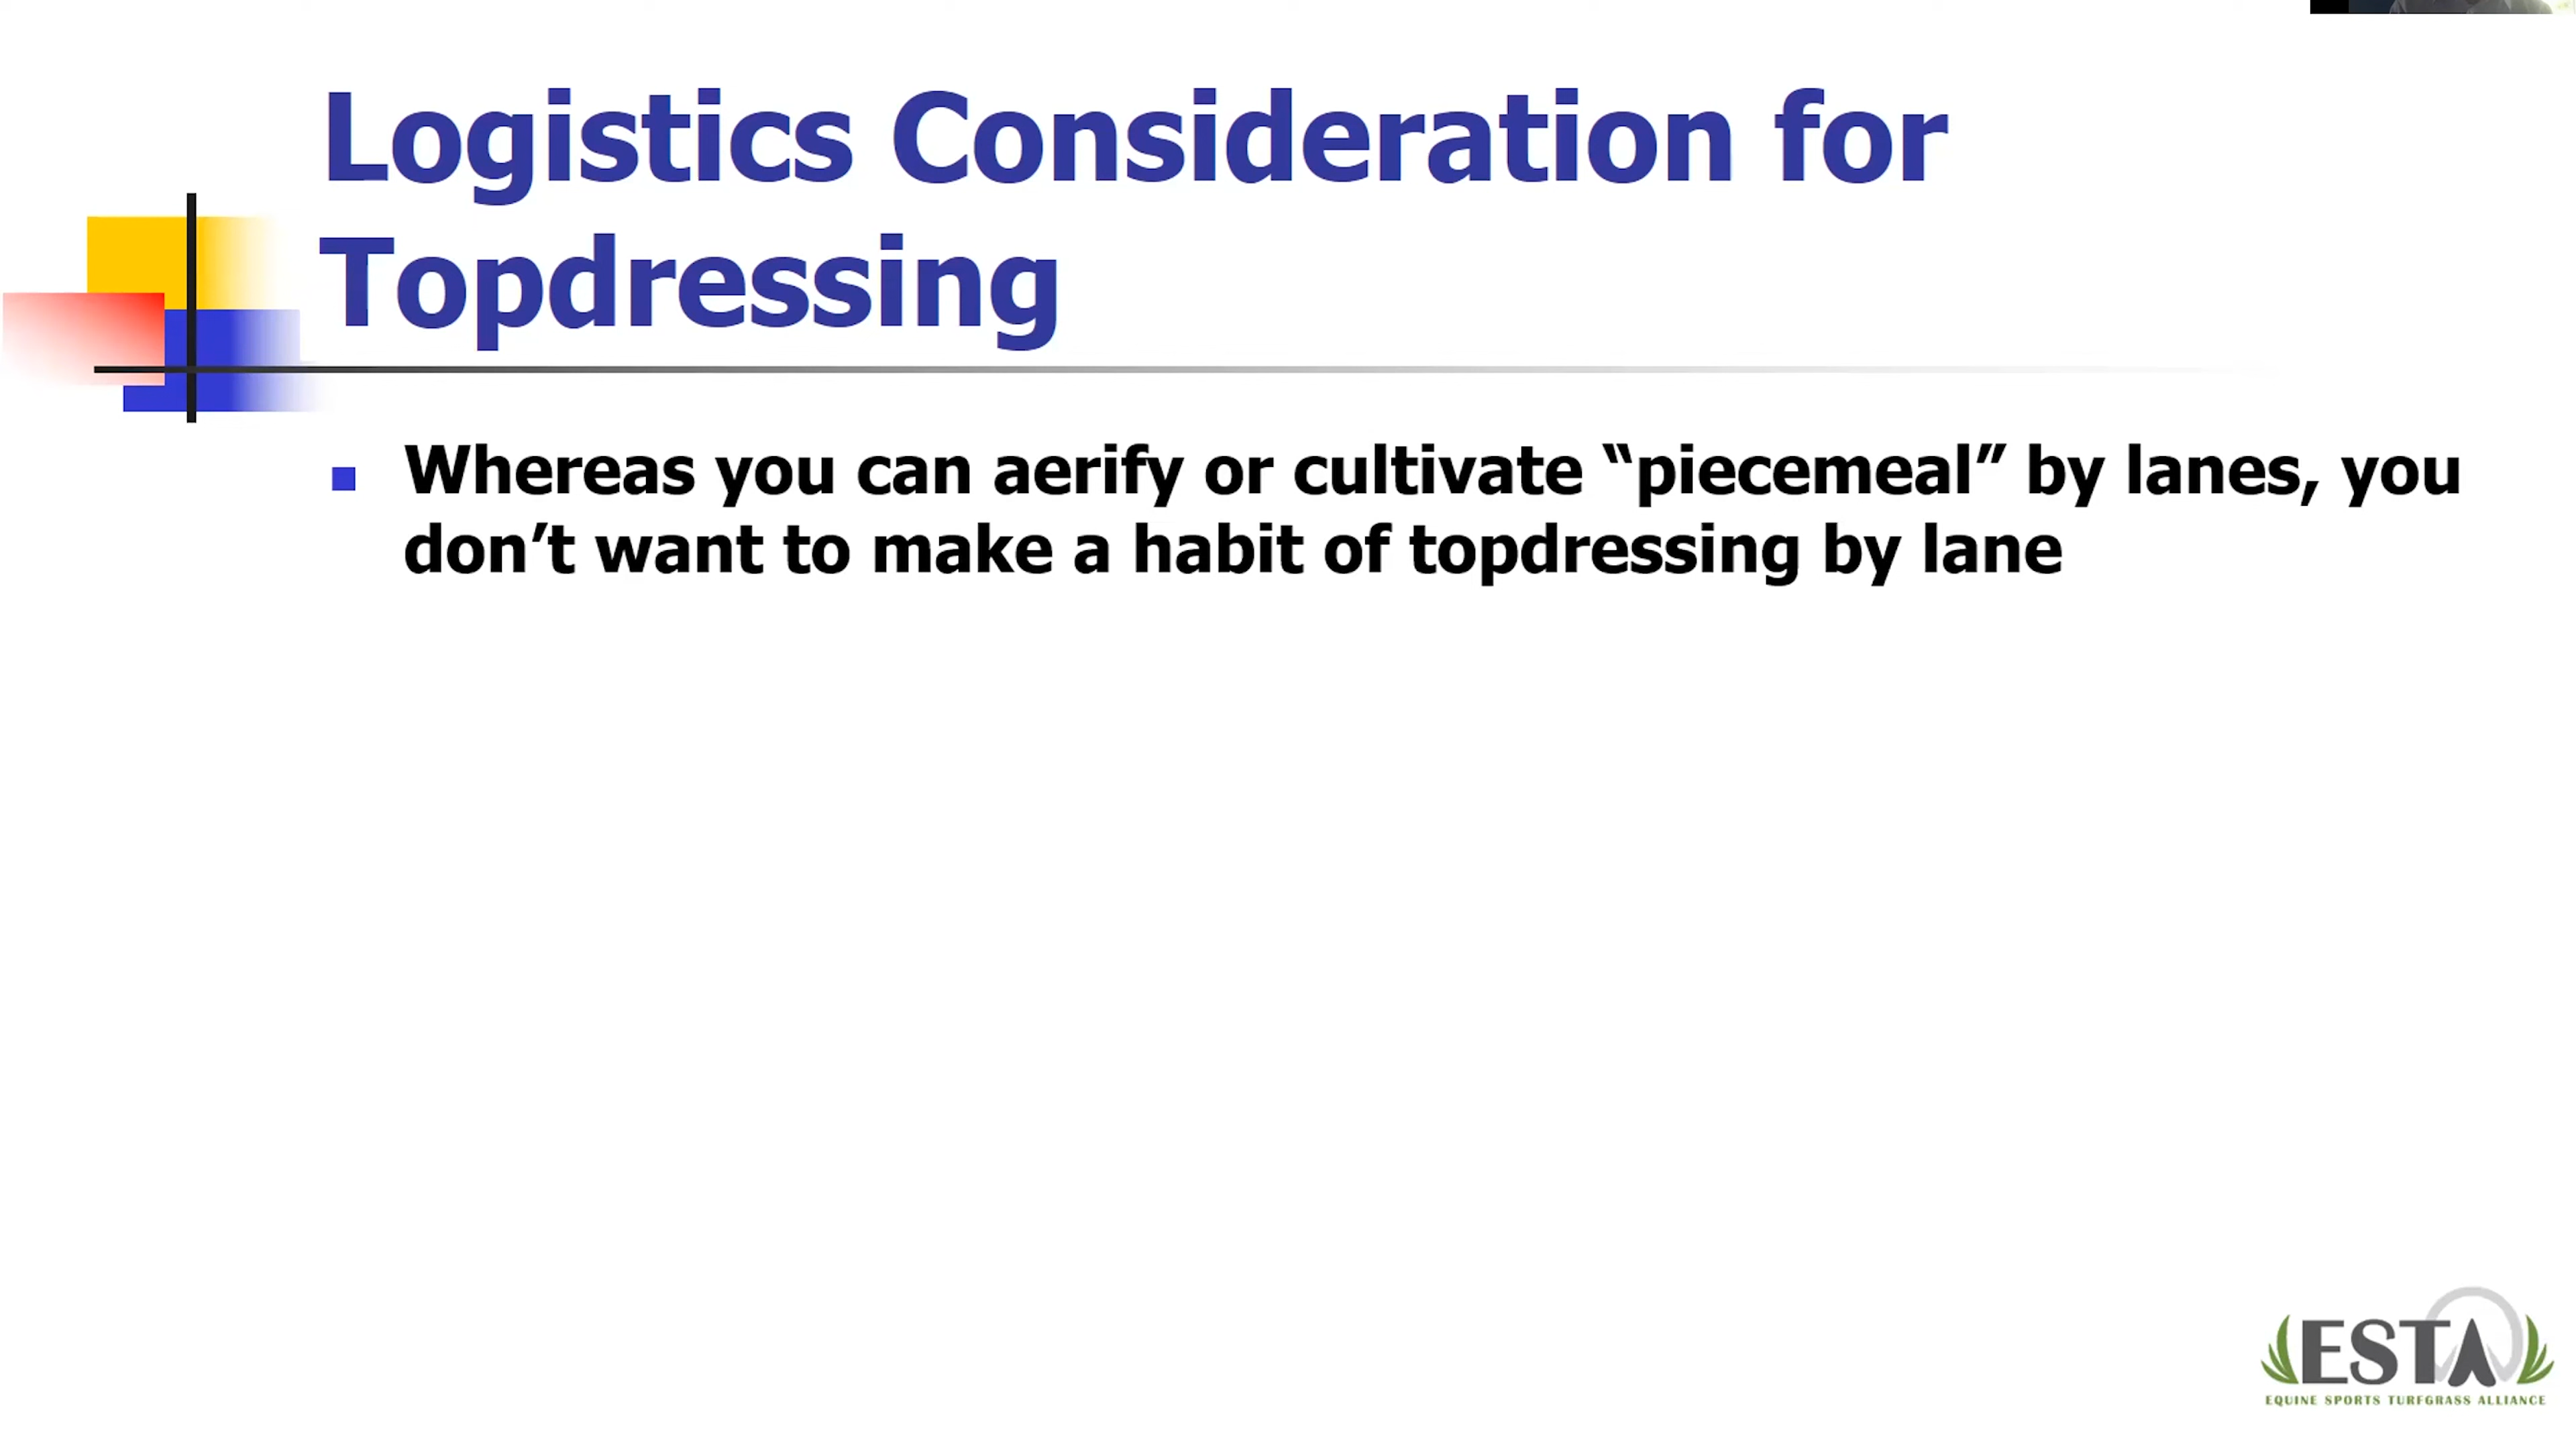 Logistics Consideration for
Topdressing
Whereas you can aerify or cultivate “piecemeal” by lanes, you
don’t want to make a habit of topdressing by lane
ESTA
EQUINE SPORTS TURFGRASS ALLIANCE